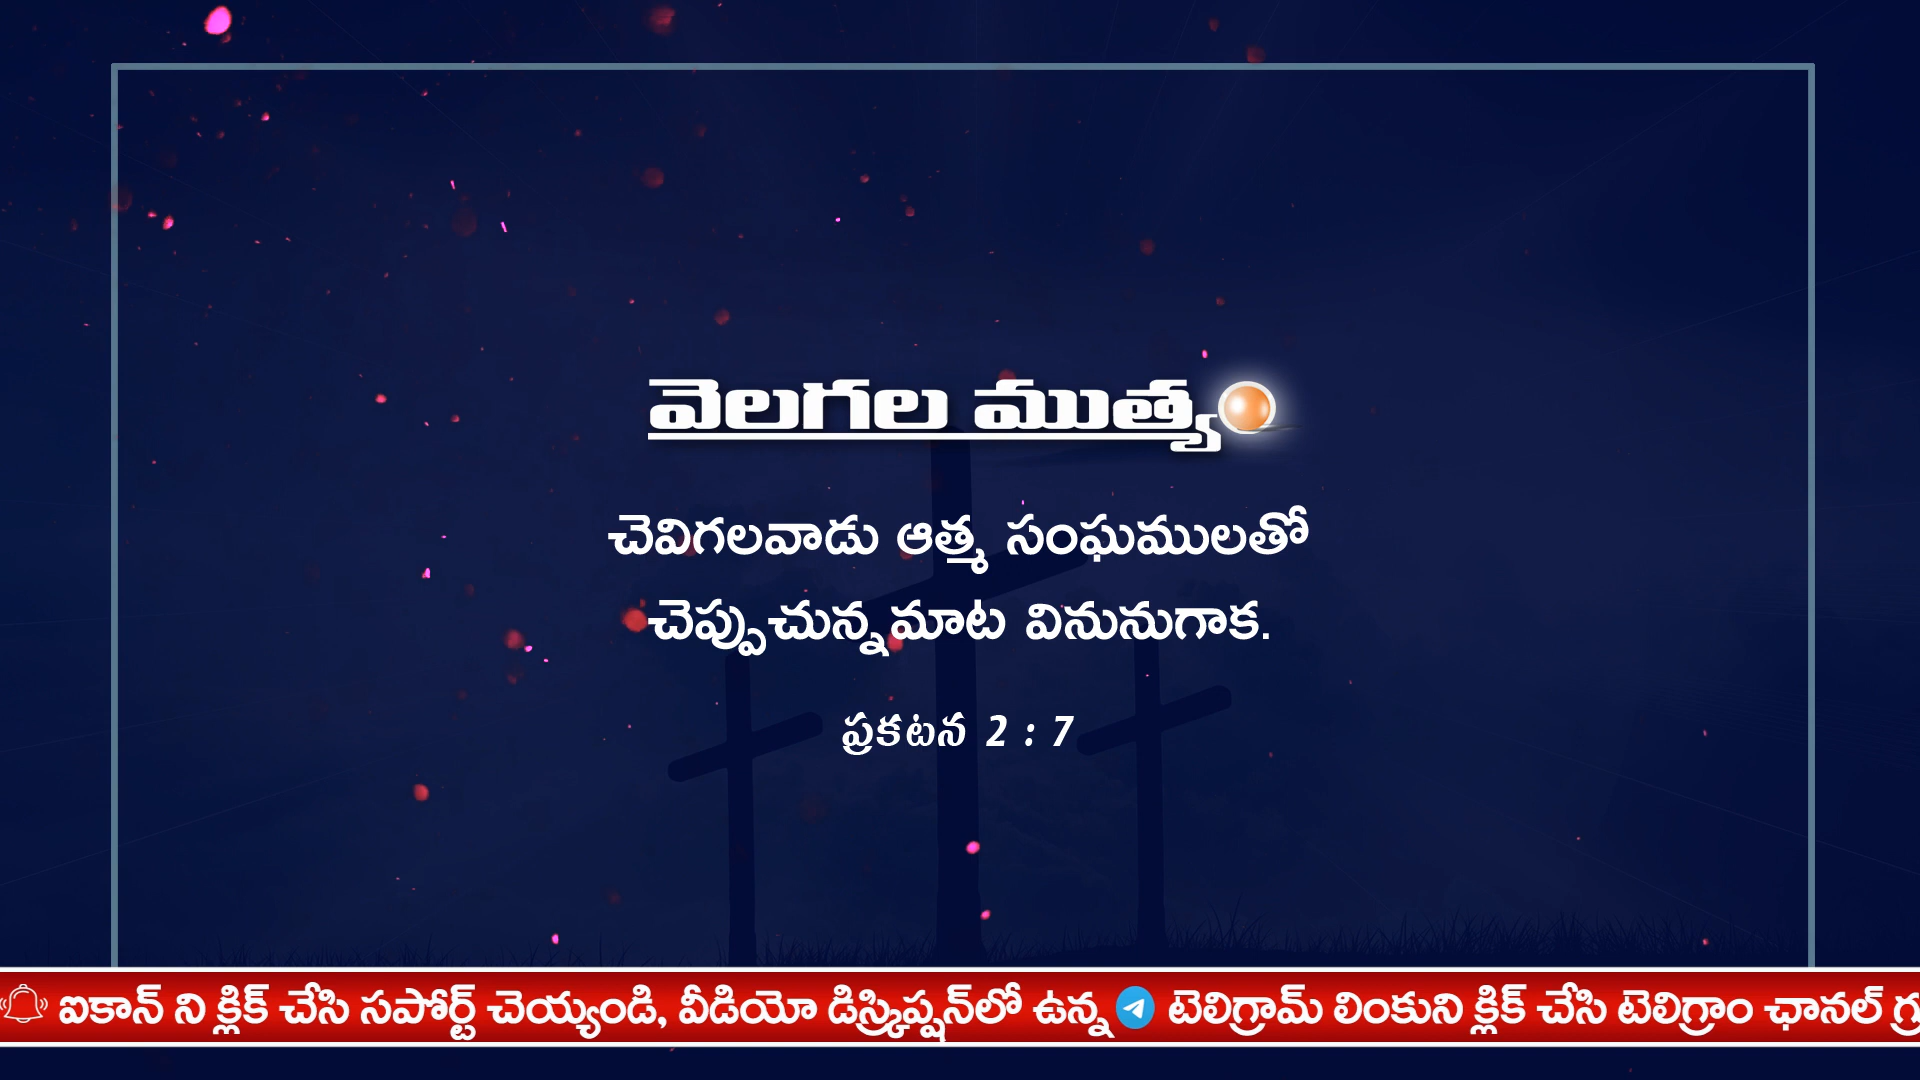 వెలగల ముత్యం
చెవిగలవాడు ఆత్మ సంఘములతో
చెప్పుచున్నమాట వినునుగాక.
ప్రకటన 2 : 7
ఐకాన్ ని క్లిక్ చేసి సపోర్ట్ చెయ్యండి, వీడియో డిస్క్రిప్షన్‌లో ఉన్న టెలిగ్రామ్ లింకుని క్లిక్ చేసి టెలిగ్రాం ఛానల్